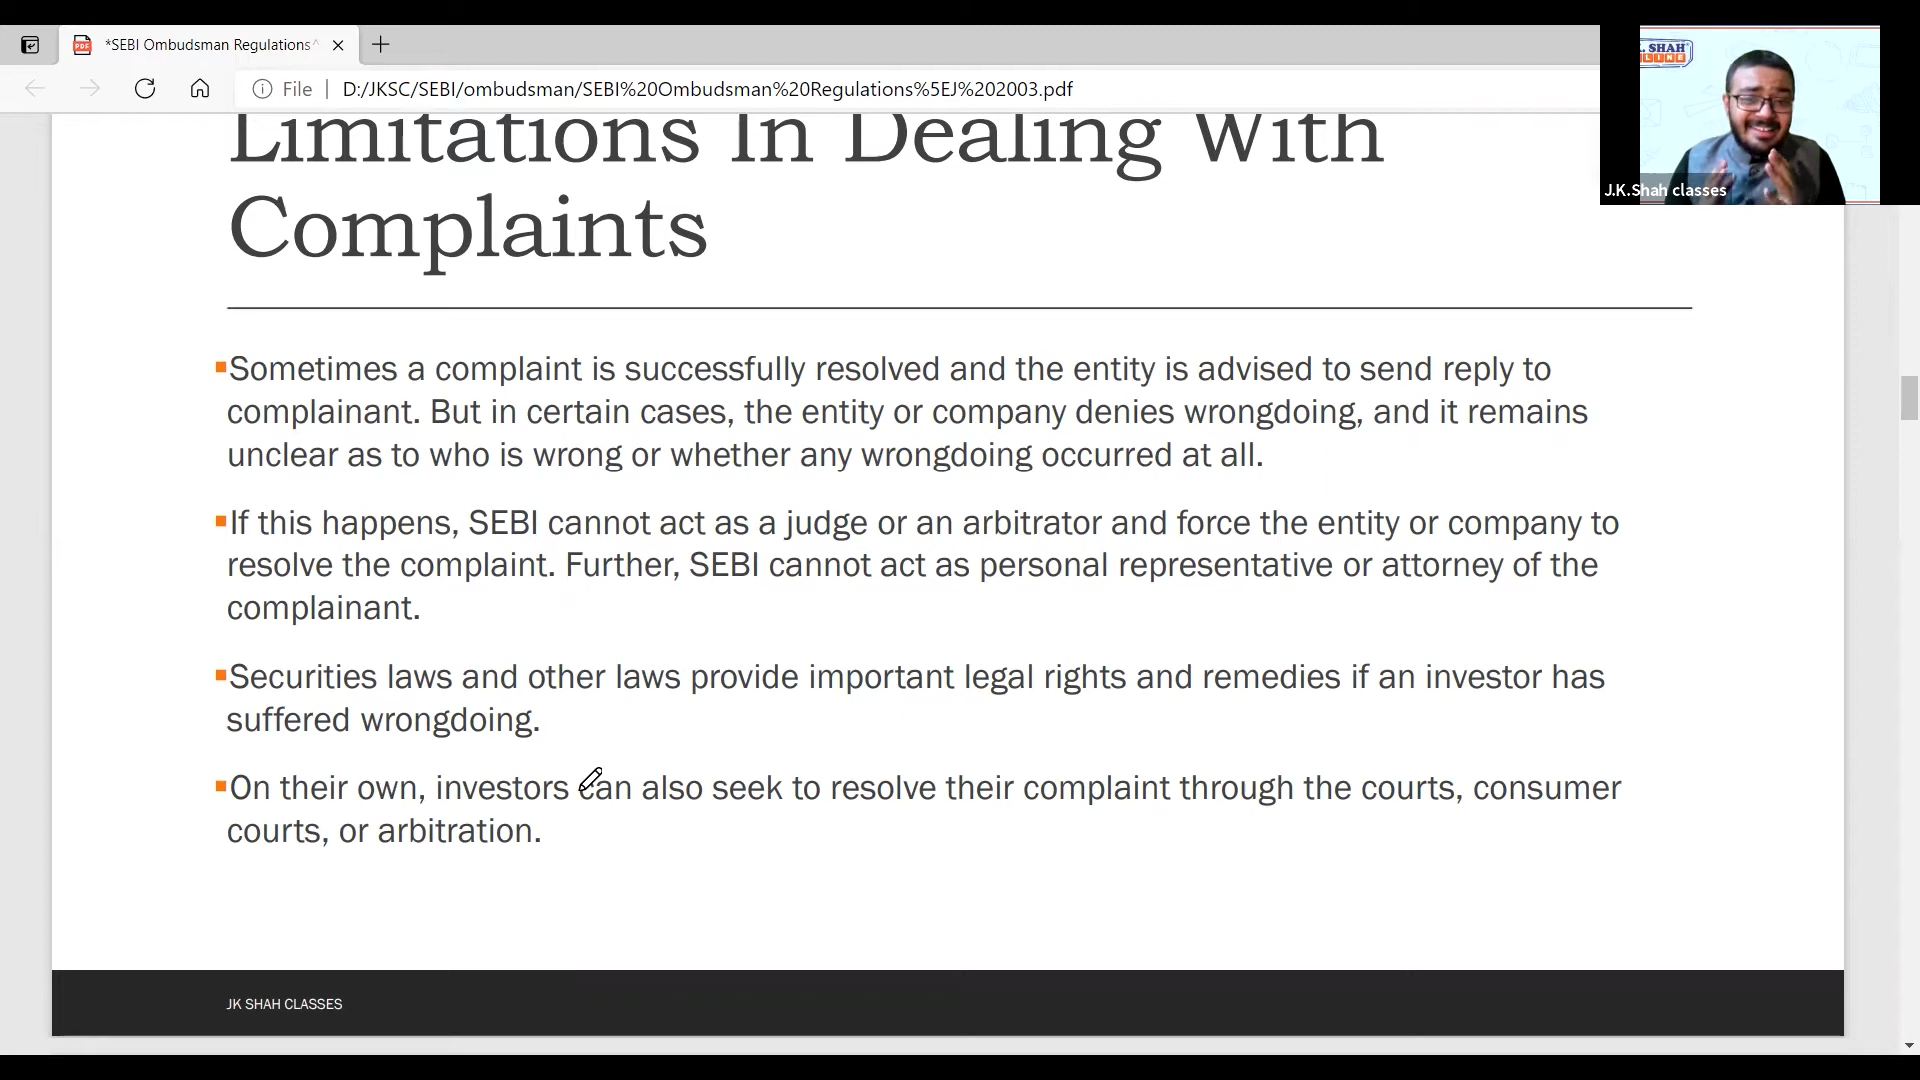 *SEBI Ombudsman Regulations^
File
D:/JKSC/SEBI/ombudsman/SEBI%20Ombudsman%20Regulations%5EJ%202003.pdf
. SHAH
J.K.Shah classes
Limitations In Dealing With
Complaints
Sometimes a complaint is successfully resolved and the entity is advised to send reply to
complainant. But in certain cases, the entity or company denies wrongdoing, and it remains
unclear as to who is wrong or whether any wrongdoing occurred at all.
If this happens, SEBI cannot act as a judge or an arbitrator and force the entity or company to
resolve the complaint. Further, SEBI cannot act as personal representative or attorney of the
complainant.
Securities laws and other laws provide important legal rights and remedies if an investor has
suffered wrongdoing.
On their own, investors can also seek to resolve their complaint through the courts, consumer
courts, or arbitration.
JK SHAH CLASSES